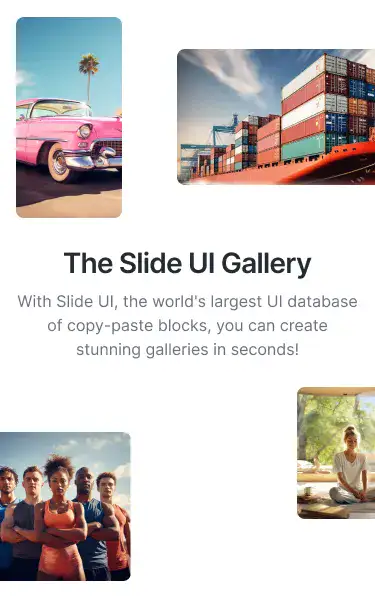 The Slide UI Gallery
With Slide UI, the world's largest UI database
of copy-paste blocks, you can create
stunning galleries in seconds!